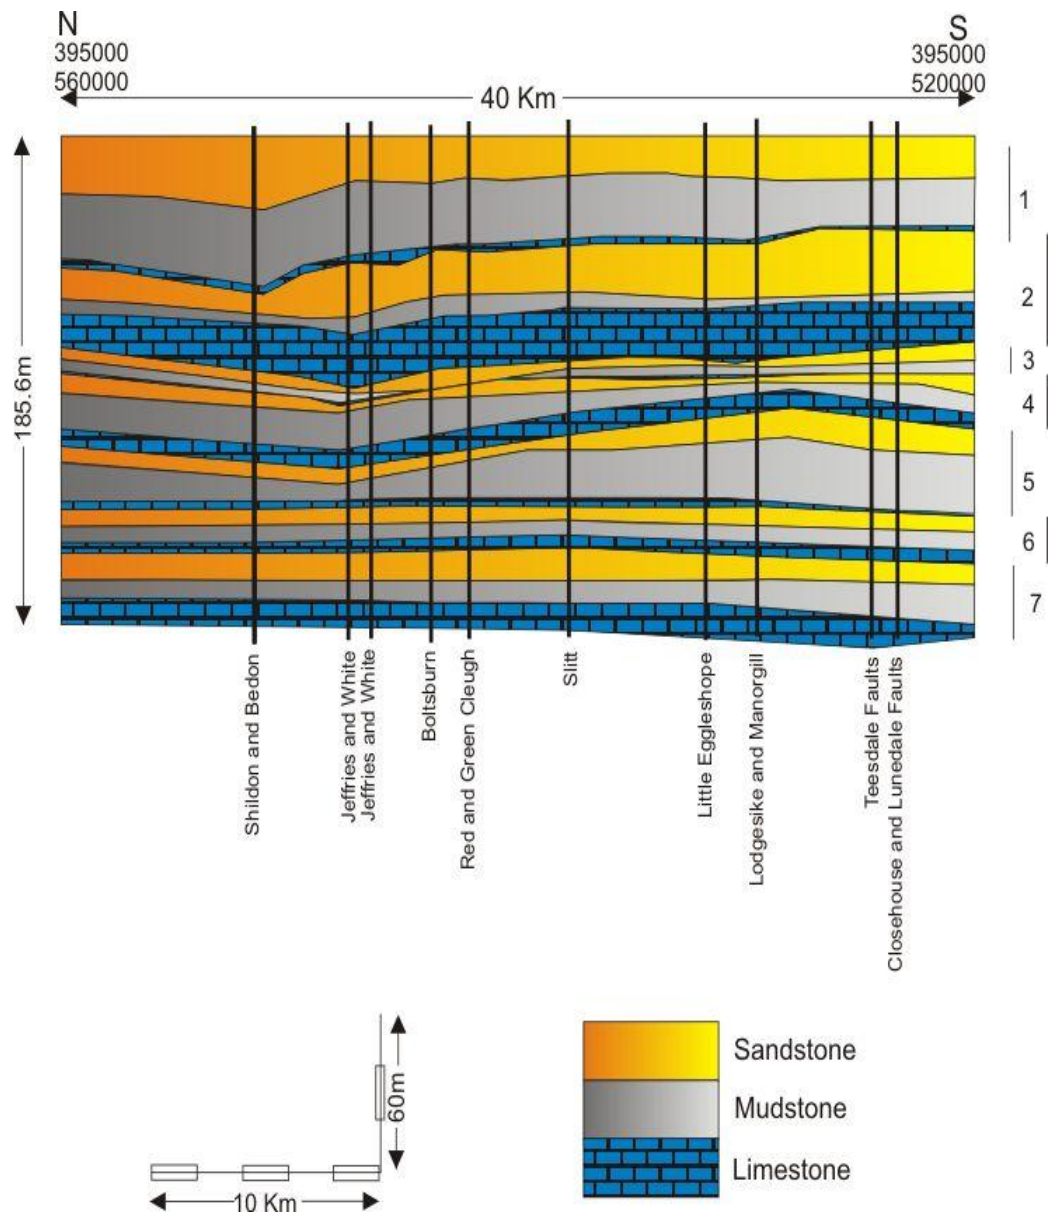 N
S
395000
560000
395000
520000
40 Km
185.6m
1
2
3
4
5
6
7
Shildon and Bedon
Jeffries and White
Jeffries and White
Boltsburn
Red and Green Cleugh
Slitt
Little Eggleshope
Lodgesike and Manorgill
Teesdale Faults
Closehouse and Lunedale Faults
60m
10 Km
Sandstone
Mudstone
Limestone